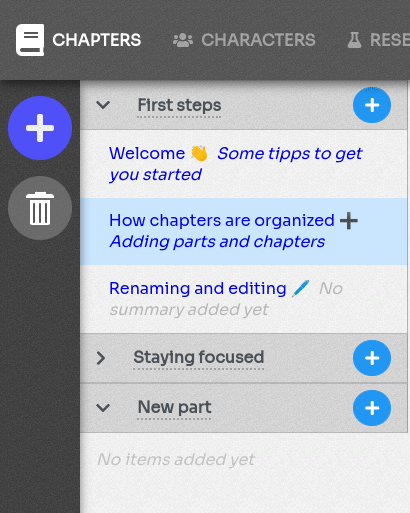 CHAPTERS CHARACTERS RESE
First steps
Welcome 👋 Some tipps to get
you started
How chapters are organized ➕
Adding parts and chapters
Renaming and editing 🖊️ No
summary added yet
Staying focused
New part
No items added yet